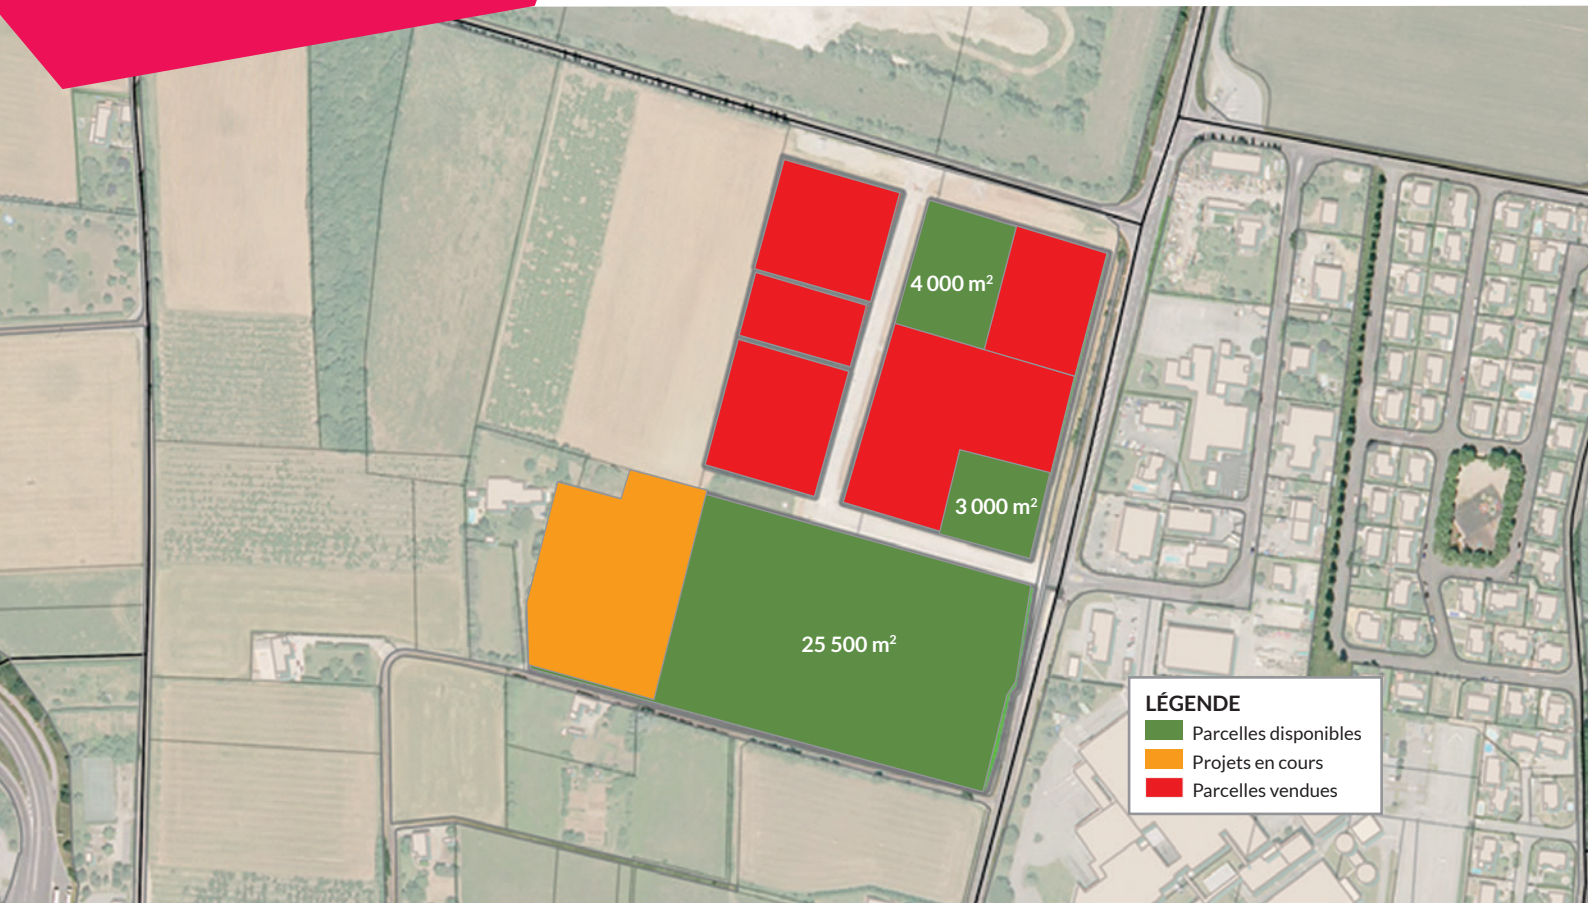 4 000 m²
3 000 m²
25 500 m²
LÉGENDE
Parcelles disponibles
Projets en cours
Parcelles vendues